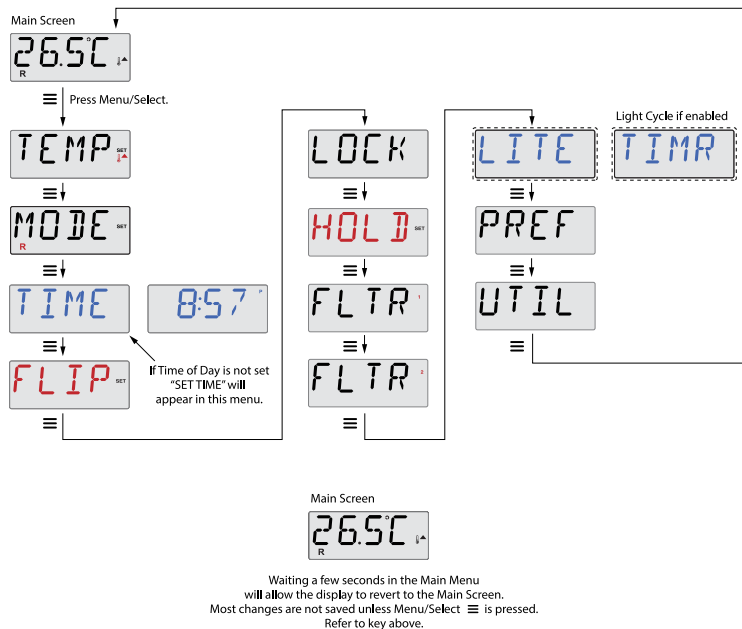 Main Screen
26.5°C
R
Press Menu/Select.
TEMP SET
MODE SET
R
TIME
8:57 P
If Time of Day is not set
"SET TIME" will
appear in this menu.
FLIP SET
LOCK
HOLD SET
FLTR 1
FLTR 2
Light Cycle if enabled
LITE TIMR
PREF
UTIL
Main Screen
26.5°C
R
Waiting a few seconds in the Main Menu
will allow the display to revert to the Main Screen.
Most changes are not saved unless Menu/Select ☰ is pressed.
Refer to key above.